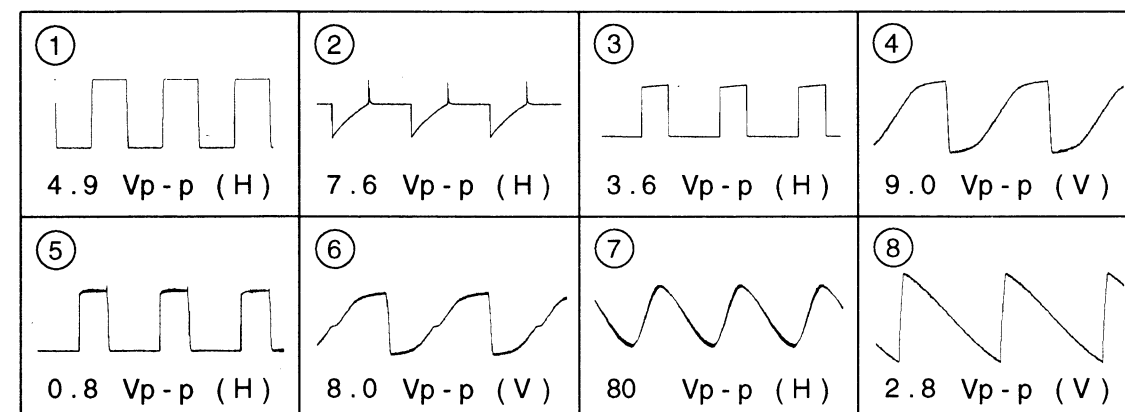 ① ② ③ ④
4.9 Vp-p (H) 7.6 Vp-p (H) 3.6 Vp-p (H) 9.0 Vp-p (V)
⑤ ⑥ ⑦ ⑧
0.8 Vp-p (H) 8.0 Vp-p (V) 80 Vp-p (H) 2.8 Vp-p (V)